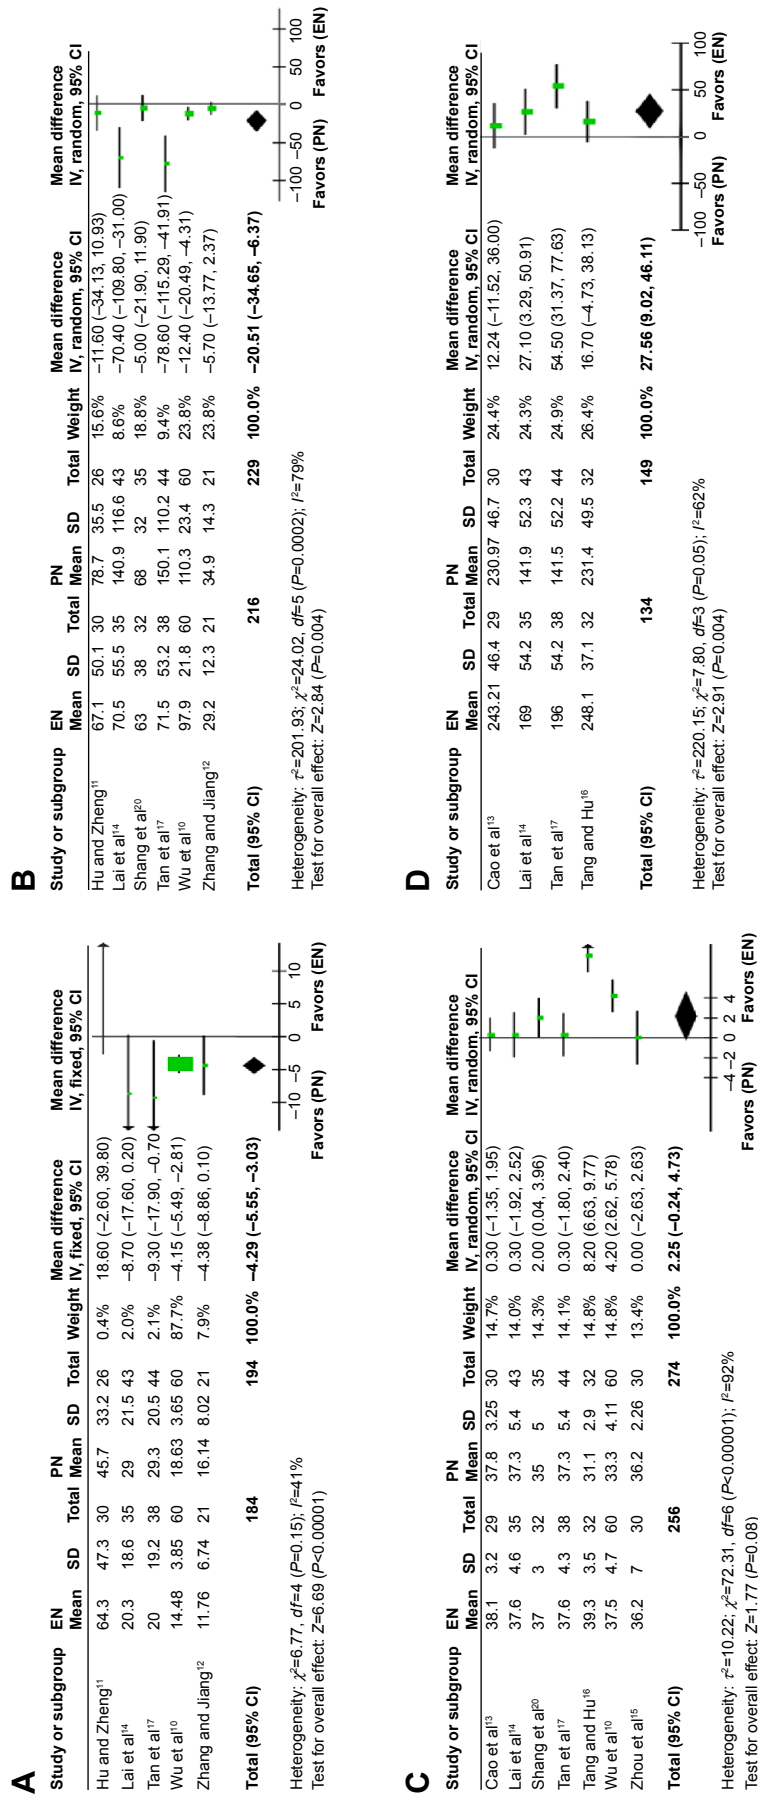 A
Study or subgroup EN Mean SD Total PN Mean SD Total Weight Mean difference IV, fixed, 95% CI Mean difference IV, fixed, 95% CI
Hu and Zheng11 64.3 47.3 30 45.7 33.2 26 0.4% 18.60 (−2.60, 39.80)
Lai et al14 20.3 18.6 35 29 21.5 43 2.0% −8.70 (−17.60, 0.20)
Tan et al17 20 19.2 38 29.3 20.5 44 2.1% −9.30 (−17.90, −0.70
Wu et al10 14.48 3.85 60 18.63 3.65 60 87.7% −4.15 (−5.49, −2.81)
Zhang and Jiang12 11.76 6.74 21 16.14 8.02 21 7.9% −4.38 (−8.86, 0.10)
Total (95% CI) 184 194 100.0% −4.29 (−5.55, −3.03)
Heterogeneity: χ²=6.77, df=4 (P=0.15); I²=41%
Test for overall effect: Z=6.69 (P<0.00001)
−10 −5 0 5 10
Favors (PN) Favors (EN)
B
Study or subgroup EN Mean SD Total PN Mean SD Total Weight Mean difference IV, random, 95% CI Mean difference IV, random, 95% CI
Hu and Zheng11 67.1 50.1 30 78.7 35.5 26 15.6% −11.60 (−34.13, 10.93)
Lai et al14 70.5 55.5 35 140.9 116.6 43 8.6% −70.40 (−109.80, −31.00)
Shang et al20 63 38 32 68 32 35 18.8% −5.00 (−21.90, 11.90)
Tan et al17 71.5 53.2 38 150.1 110.2 44 9.4% −78.60 (−115.29, −41.91)
Wu et al10 97.9 21.8 60 110.3 23.4 60 23.8% −12.40 (−20.49, −4.31)
Zhang and Jiang12 29.2 12.3 21 34.9 14.3 21 23.8% −5.70 (−13.77, 2.37)
Total (95% CI) 216 229 100.0% −20.51 (−34.65, −6.37)
Heterogeneity: τ²=201.93; χ²=24.02, df=5 (P=0.0002); I²=79%
Test for overall effect: Z=2.84 (P=0.004)
−100 −50 0 50 100
Favors (PN) Favors (EN)
C
Study or subgroup EN Mean SD Total PN Mean SD Total Weight Mean difference IV, random, 95% CI Mean difference IV, random, 95% CI
Cao et al13 38.1 3.2 29 37.8 3.25 30 14.7% 0.30 (−1.35, 1.95)
Lai et al14 37.6 4.6 35 37.3 5.4 43 14.0% 0.30 (−1.92, 2.52)
Shang et al20 37 3 32 35 5 35 14.3% 2.00 (0.04, 3.96)
Tan et al17 37.6 4.3 38 37.3 5.4 44 14.1% 0.30 (−1.80, 2.40)
Tang and Hu16 39.3 3.5 32 31.1 2.9 32 14.8% 8.20 (6.63, 9.77)
Wu et al10 37.5 4.7 60 33.3 4.11 60 14.8% 4.20 (2.62, 5.78)
Zhou et al15 36.2 7 30 36.2 2.26 30 13.4% 0.00 (−2.63, 2.63)
Total (95% CI) 256 274 100.0% 2.25 (−0.24, 4.73)
Heterogeneity: τ²=10.22; χ²=72.31, df=6 (P<0.00001); I²=92%
Test for overall effect: Z=1.77 (P=0.08)
−4 −2 0 2 4
Favors (PN) Favors (EN)
D
Study or subgroup EN Mean SD Total PN Mean SD Total Weight Mean difference IV, random, 95% CI Mean difference IV, random, 95% CI
Cao et al13 243.21 46.4 29 230.97 46.7 30 24.4% 12.24 (−11.52, 36.00)
Lai et al14 169 54.2 35 141.9 52.3 43 24.3% 27.10 (3.29, 50.91)
Tan et al17 196 54.2 38 141.5 52.2 44 24.9% 54.50 (31.37, 77.63)
Tang and Hu16 248.1 37.1 32 231.4 49.5 32 26.4% 16.70 (−4.73, 38.13)
Total (95% CI) 134 149 100.0% 27.56 (9.02, 46.11)
Heterogeneity: τ²=220.15; χ²=7.80, df=3 (P=0.05); I²=62%
Test for overall effect: Z=2.91 (P=0.004)
−100 −50 0 50 100
Favors (PN) Favors (EN)